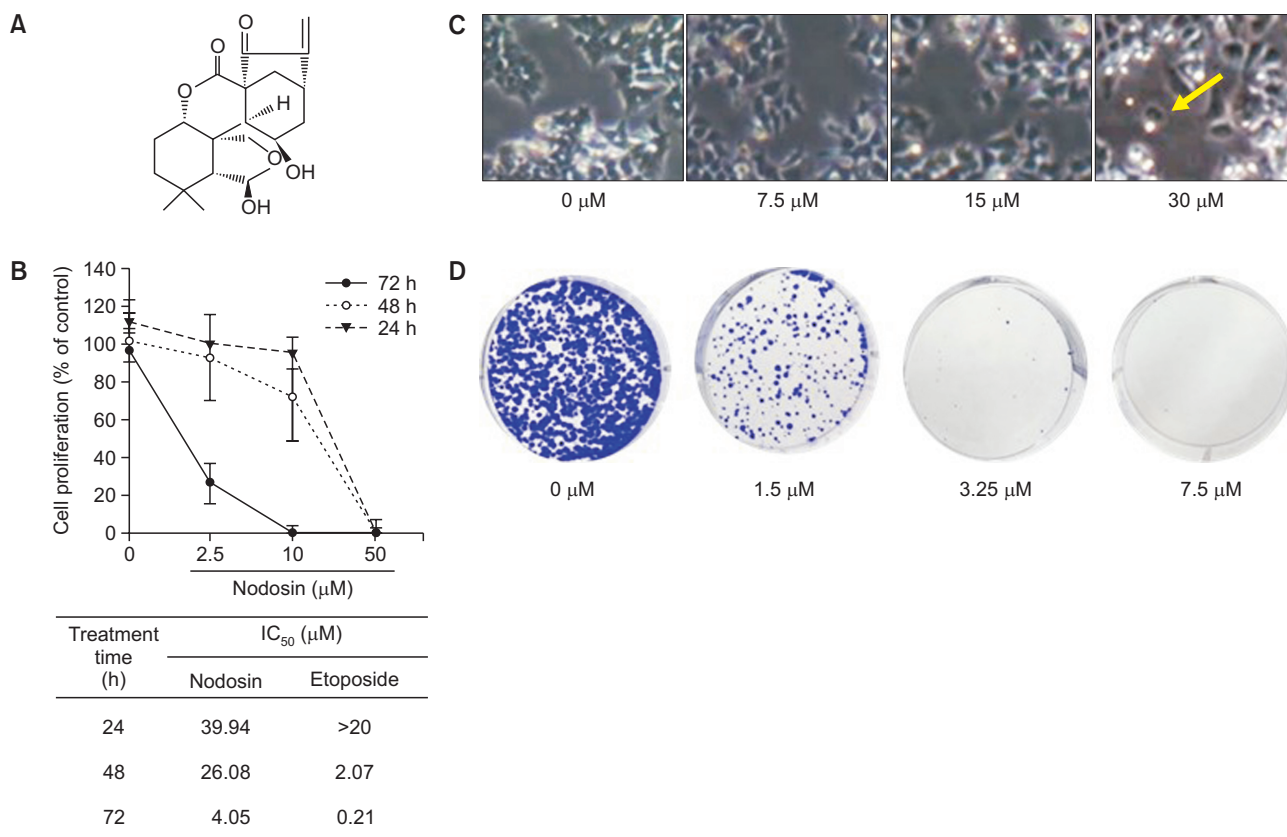 A
O
O
O
H
O
OH
OH
B
Cell proliferation (% of control)
140
120
100
80
60
40
20
0
72 h
48 h
24 h
0 2.5 10 50
Nodosin (μM)
Treatment time (h) IC50 (μM)
Nodosin Etoposide
24 39.94 >20
48 26.08 2.07
72 4.05 0.21
C
0 μM 7.5 μM 15 μM 30 μM
D
0 μM 1.5 μM 3.25 μM 7.5 μM